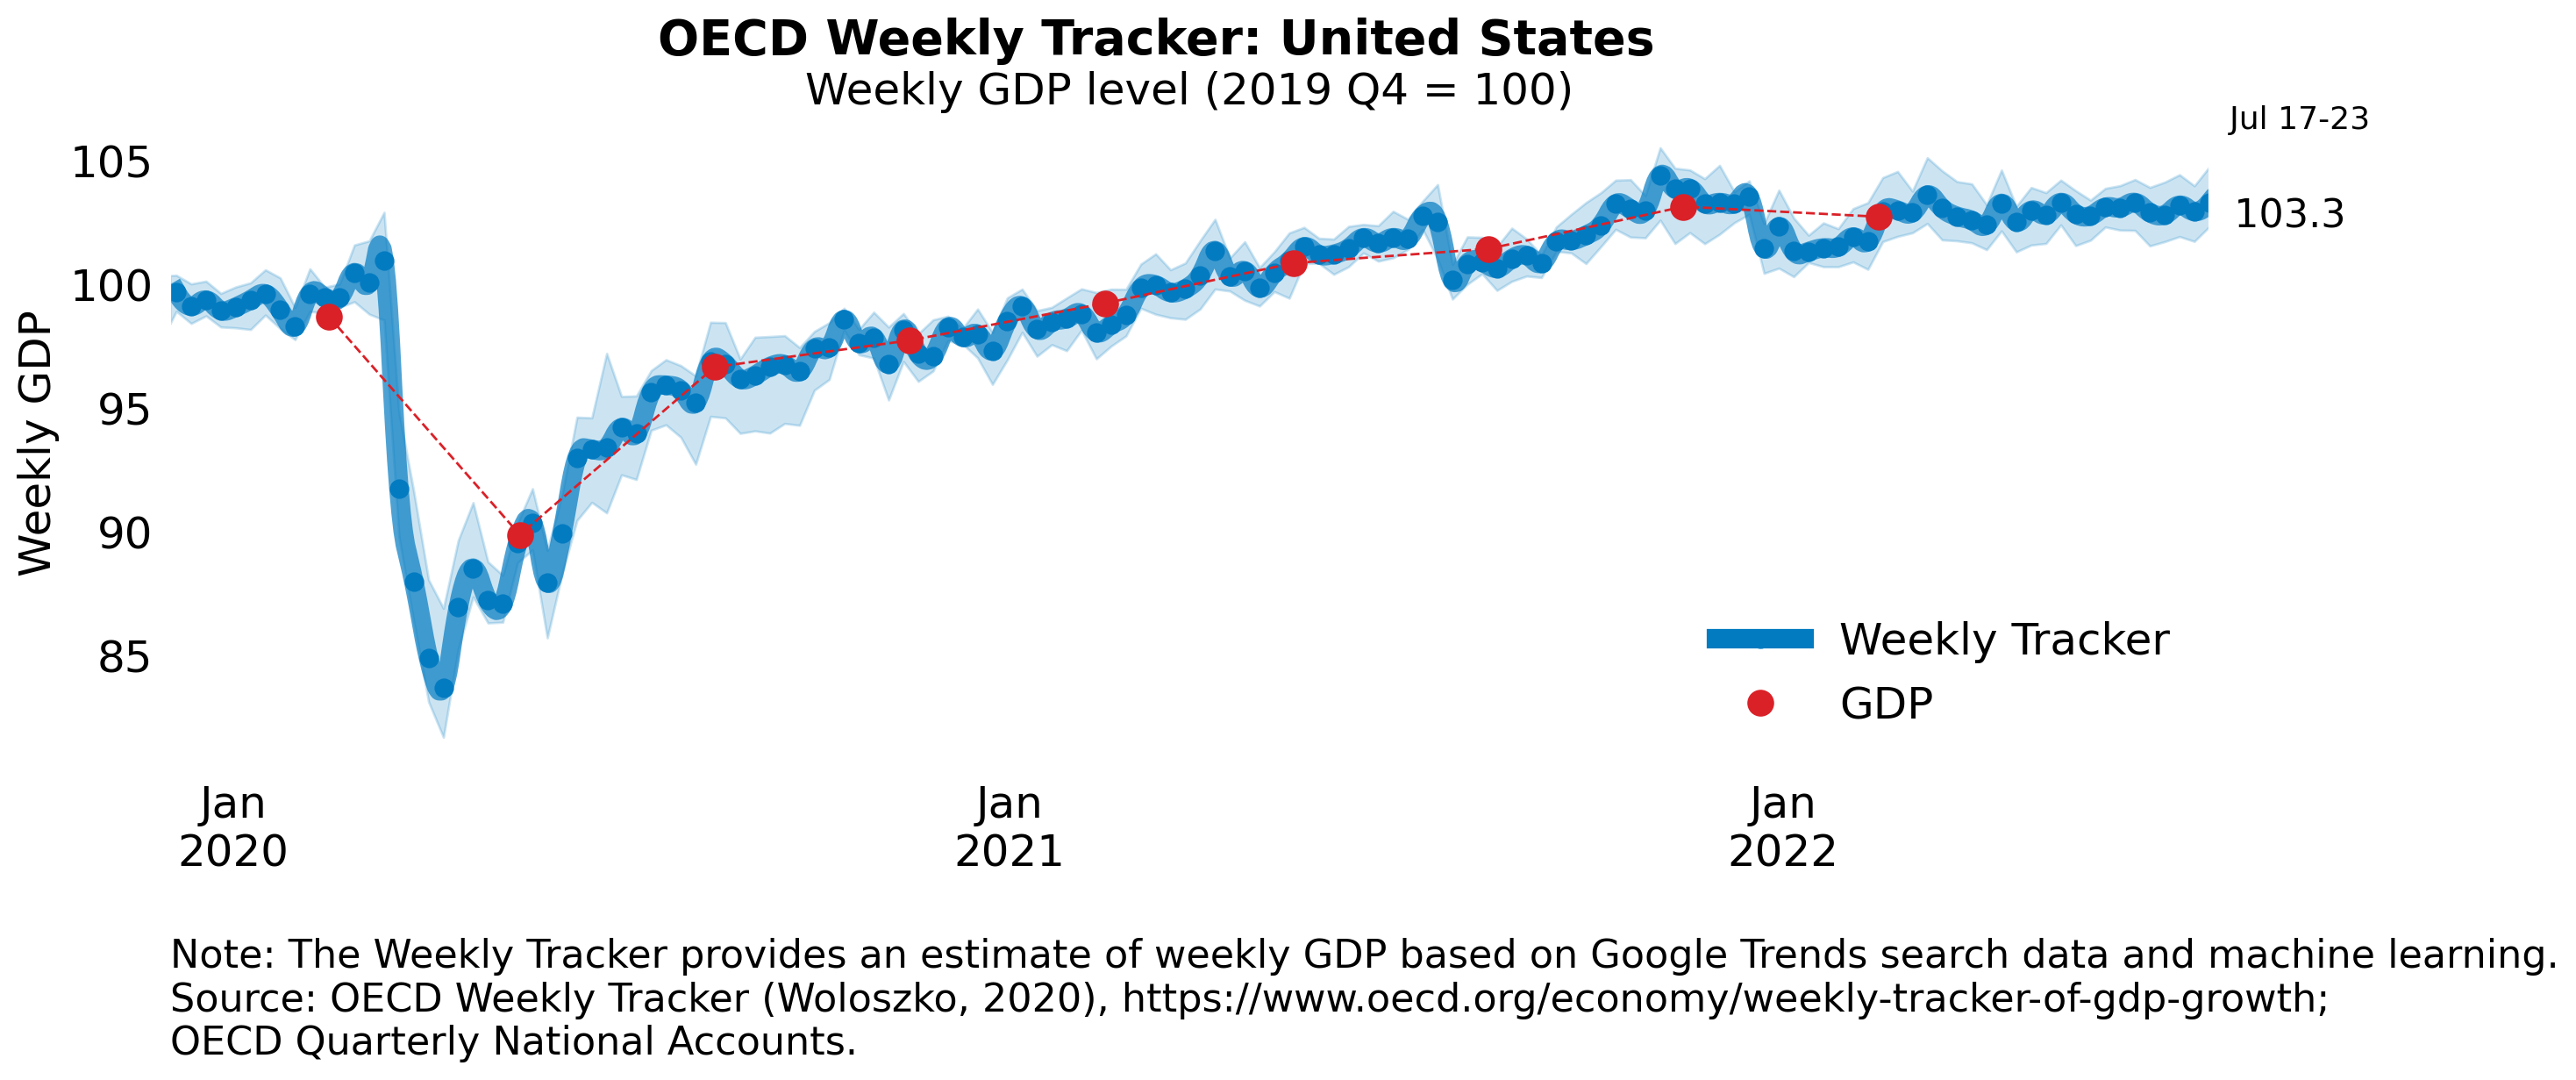 OECD Weekly Tracker: United States
Weekly GDP level (2019 Q4 = 100)
Jul 17-23
105
103.3
100
95
90
85
Weekly GDP
Weekly Tracker
GDP
Jan
2020
Jan
2021
Jan
2022
Note: The Weekly Tracker provides an estimate of weekly GDP based on Google Trends search data and machine learning.
Source: OECD Weekly Tracker (Woloszko, 2020), https://www.oecd.org/economy/weekly-tracker-of-gdp-growth;
OECD Quarterly National Accounts.